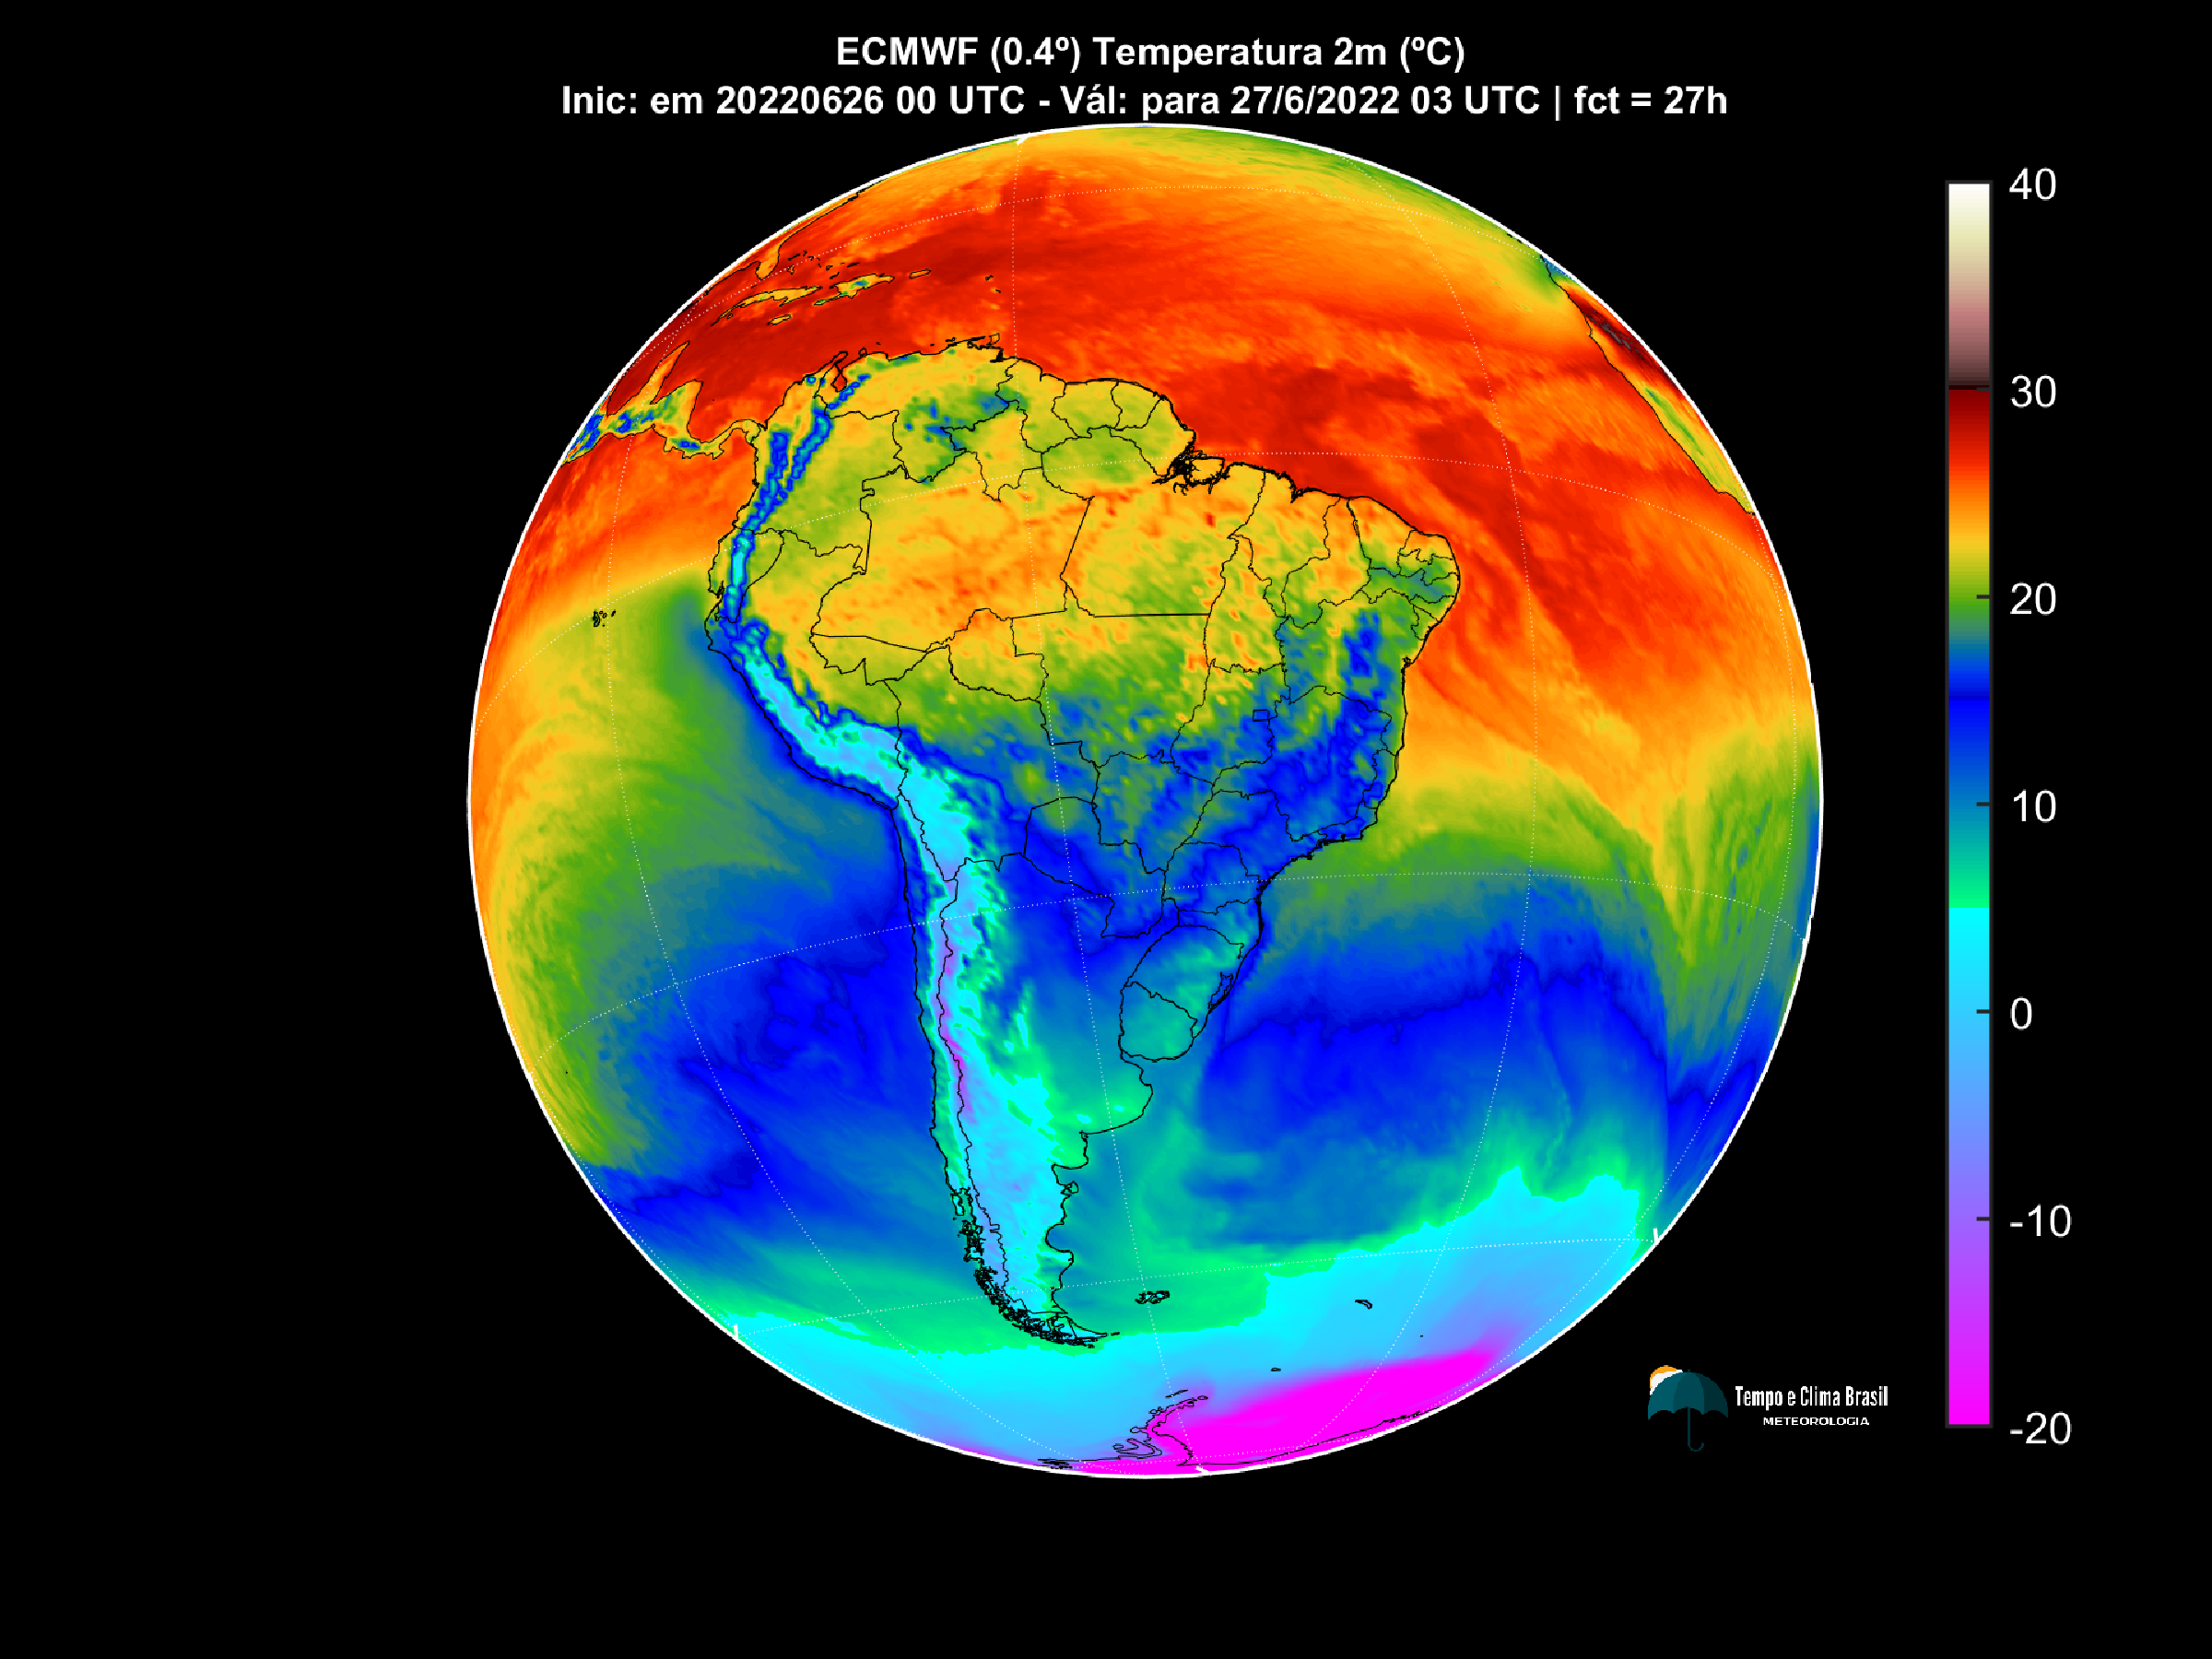 ECMWF (0.4º) Temperatura 2m (ºC)
Inic: em 20220626 00 UTC - Vál: para 27/6/2022 03 UTC | fct = 27h
40
30
20
10
0
-10
-20
Tempo e Clima Brasil
METEOROLOGIA